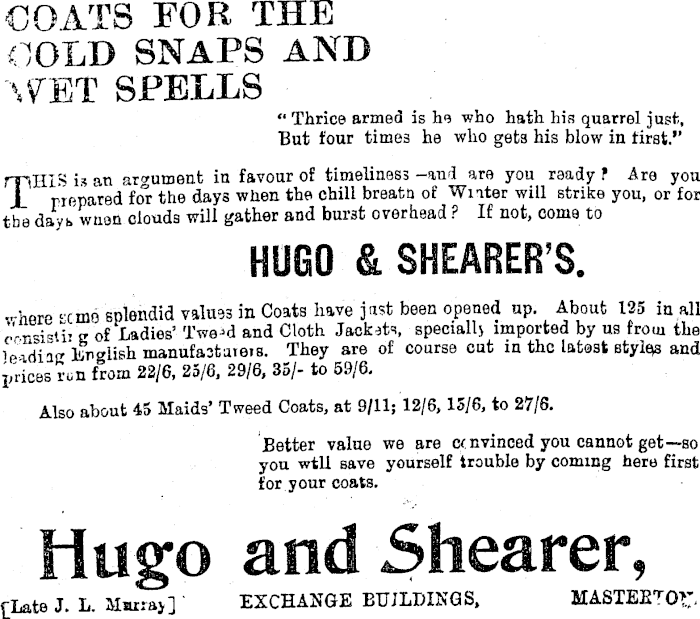 COATS FOR THE
COLD SNAPS AND
WET SPELLS
" Thrice armed is he who hath his quarrel just,
But four times he who gets his blow in first."
THIS is an argument in favour of timeliness—and are you ready? Are you
prepared for the days when the chill breath of Winter will strike you, or for
the days when clouds will gather and burst overhead? If not, come to
HUGO & SHEARER'S.
where some splendid values in Coats have just been opened up. About 125 in all
consisting of Ladies' Tweed and Cloth Jackets, specially imported by us from the
leading English manufacturers. They are of course cut in the latest styles and
prices run from 22/6, 25/6, 29/6, 35/- to 59/6.
Also about 45 Maids' Tweed Coats, at 9/11; 12/6, 15/6, to 27/6.
Better value we are convinced you cannot get—so
you wtll save yourself trouble by coming here first
for your coats.
Hugo and Shearer,
[Late J. L. Murray] EXCHANGE BUILDINGS, MASTERTON.